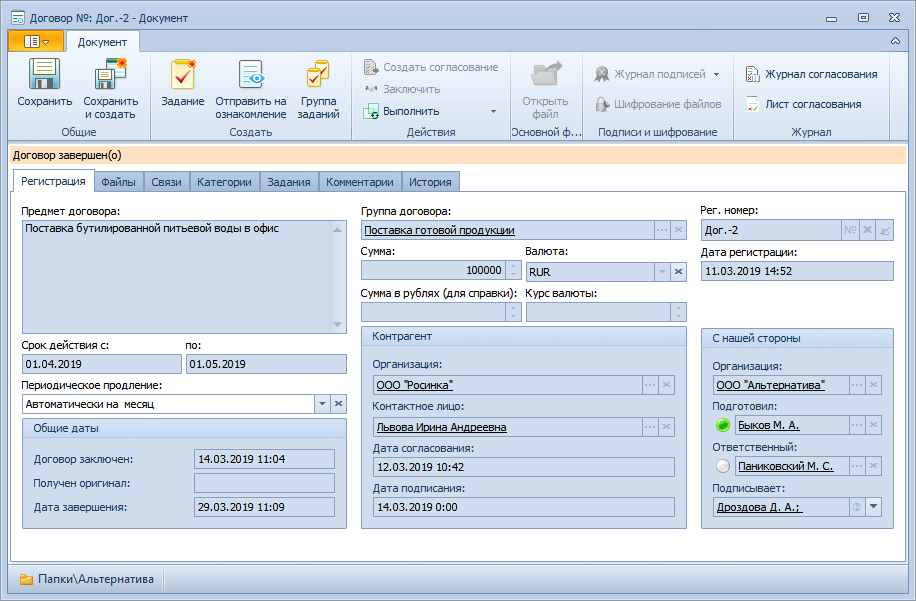 Договор №: Дог.-2 - Документ
Документ
Сохранить
Сохранить
и создать
Общие
Задание
Отправить на
ознакомление
Группа
заданий
Создать
Создать согласование
Заключить
Выполнить
Действия
Открыть
файл
Основной ф...
Журнал подписей
Шифрование файлов
Подписи и шифрование
Журнал согласования
Лист согласования
Журнал
Договор завершен(о)
Регистрация
Файлы
Связи
Категории
Задания
Комментарии
История
Предмет договора:
Поставка бутилированной питьевой воды в офис
Срок действия с:
по:
01.04.2019
01.05.2019
Периодическое продление:
Автоматически на месяц
Общие даты
Договор заключен:
14.03.2019 11:04
Получен оригинал:
Дата завершения:
29.03.2019 11:09
Группа договора:
Поставка готовой продукции
Сумма:
Валюта:
100000
RUR
Сумма в рублях (для справки):
Курс валюты:
Контрагент
Организация:
ООО "Росинка"
Контактное лицо:
Львова Ирина Андреевна
Дата согласования:
12.03.2019 10:42
Дата подписания:
14.03.2019 0:00
Рег. номер:
Дог.-2
№
Дата регистрации:
11.03.2019 14:52
С нашей стороны
Организация:
ООО "Альтернатива"
Подготовил:
Быков М. А.
Ответственный:
Паниковский М. С.
Подписывает:
Дроздова Д. А.;
Папки\Альтернатива